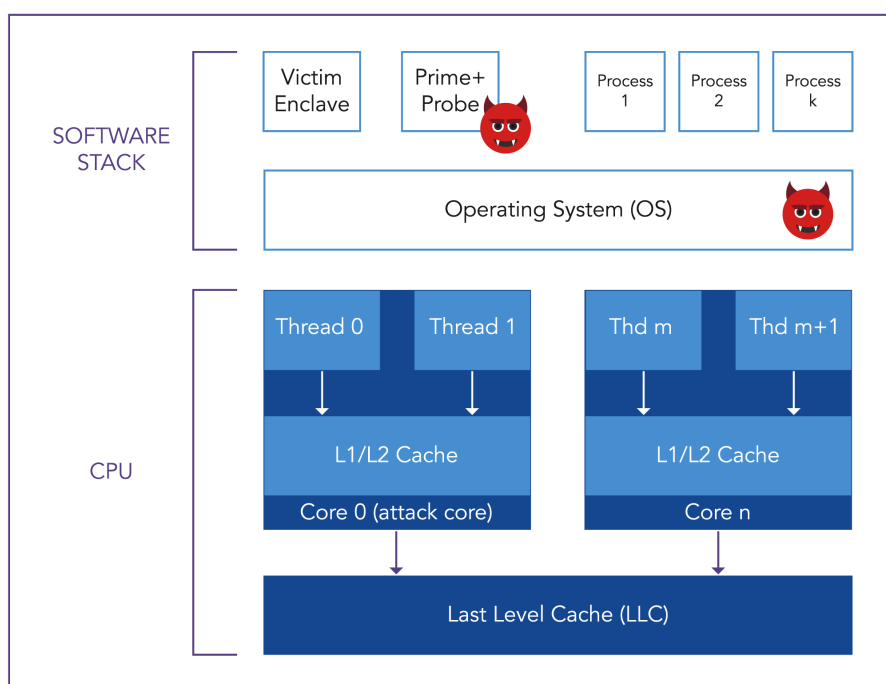 SOFTWARE
STACK
Victim
Enclave
Prime+
Probe
Process
1
Process
2
Process
k
Operating System (OS)
CPU
Thread 0
Thread 1
Thd m
Thd m+1
L1/L2 Cache
L1/L2 Cache
Core 0 (attack core)
Core n
Last Level Cache (LLC)